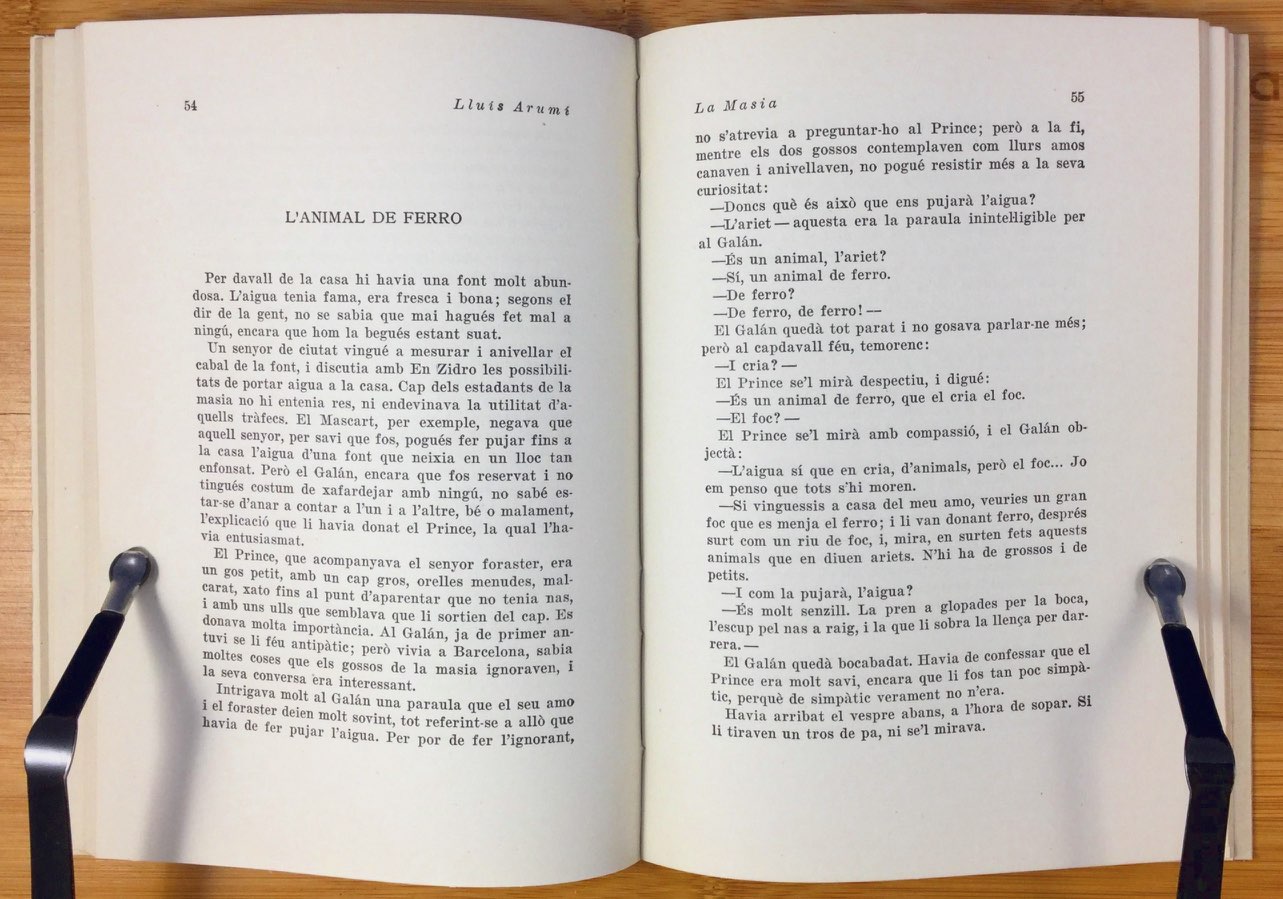 54
Lluís Arumí
L'ANIMAL DE FERRO
Per davall de la casa hi havia una font molt abun-
dosa. L'aigua tenia fama, era fresca i bona; segons el
dir de la gent, no se sabia que mai hagués fet mal a
ningú, encara que hom la begués estant suat.
Un senyor de ciutat vingué a mesurar i anivellar el
cabal de la font, i discutia amb En Zidro les possibili-
tats de portar aigua a la casa. Cap dels estadants de la
masia no hi entenia res, ni endevinava la utilitat d'a-
quells tràfecs. El Mascart, per exemple, negava que
aquell senyor, per savi que fos, pogués fer pujar fins a
la casa l'aigua d'una font que neixia en un lloc tan
enfonsat. Però el Galán, encara que fos reservat i no
tingués costum de xafardejar amb ningú, no sabé es-
tar-se d'anar a contar a l'un i a l'altre, bé o malament,
l'explicació que li havia donat el Prince, la qual l'ha-
via entusiasmat.
El Prince, que acompanyava el senyor foraster, era
un gos petit, amb un cap gros, orelles menudes, mal-
carat, xato fins al punt d'aparentar que no tenia nas,
i amb uns ulls que semblava que li sortien del cap. Es
donava molta importància. Al Galán, ja de primer an-
tuvi se li féu antipàtic; però vivia a Barcelona, sabia
moltes coses que els gossos de la masia ignoraven, i
la seva conversa era interessant.
Intrigava molt al Galán una paraula que el seu amo
i el foraster deien molt sovint, tot referint-se a allò que
havia de fer pujar l'aigua. Per por de fer l'ignorant,
La Masia
55
no s'atrevia a preguntar-ho al Prince; però a la fi,
mentre els dos gossos contemplaven com llurs amos
canaven i anivellaven, no pogué resistir més a la seva
curiositat:
—Doncs què és això que ens pujarà l'aigua?
—L'ariet — aquesta era la paraula inintel·ligible per
al Galán.
—És un animal, l'ariet?
—Sí, un animal de ferro.
—De ferro?
—De ferro, de ferro! —
El Galán quedà tot parat i no gosava parlar-ne més;
però al capdavall féu, temorenc:
—I cria? —
El Prince se'l mirà despectiu, i digué:
—És un animal de ferro, que el cria el foc.
—El foc? —
El Prince se'l mirà amb compassió, i el Galán ob-
jectà:
—L'aigua sí que en cria, d'animals, però el foc... Jo
em penso que tots s'hi moren.
—Si vinguessis a casa del meu amo, veuries un gran
foc que es menja el ferro; i li van donant ferro, després
surt com un riu de foc, i, mira, en surten fets aquests
animals que en diuen ariets. N'hi ha de grossos i de
petits.
—I com la pujarà, l'aigua?
—És molt senzill. La pren a glopades per la boca,
l'escup pel nas a raig, i la que li sobra la llença per dar-
rera. —
El Galán quedà bocabadat. Havia de confessar que el
Prince era molt savi, encara que li fos tan poc simpà-
tic, perquè de simpàtic verament no n'era.
Havia arribat el vespre abans, a l'hora de sopar. Si
li tiraven un tros de pa, ni se'l mirava.